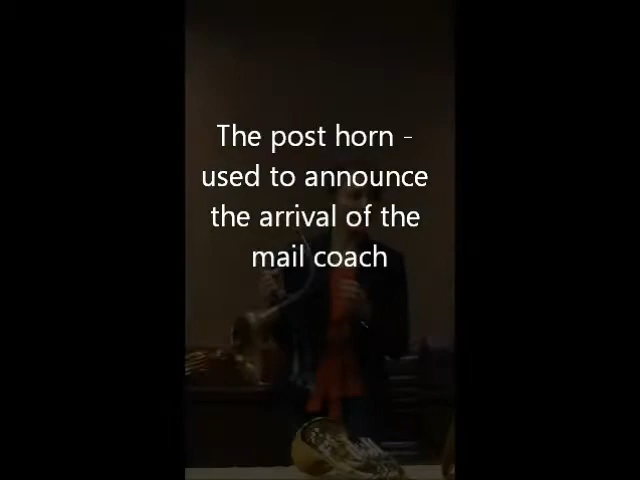 The post horn -
used to announce
the arrival of the
mail coach